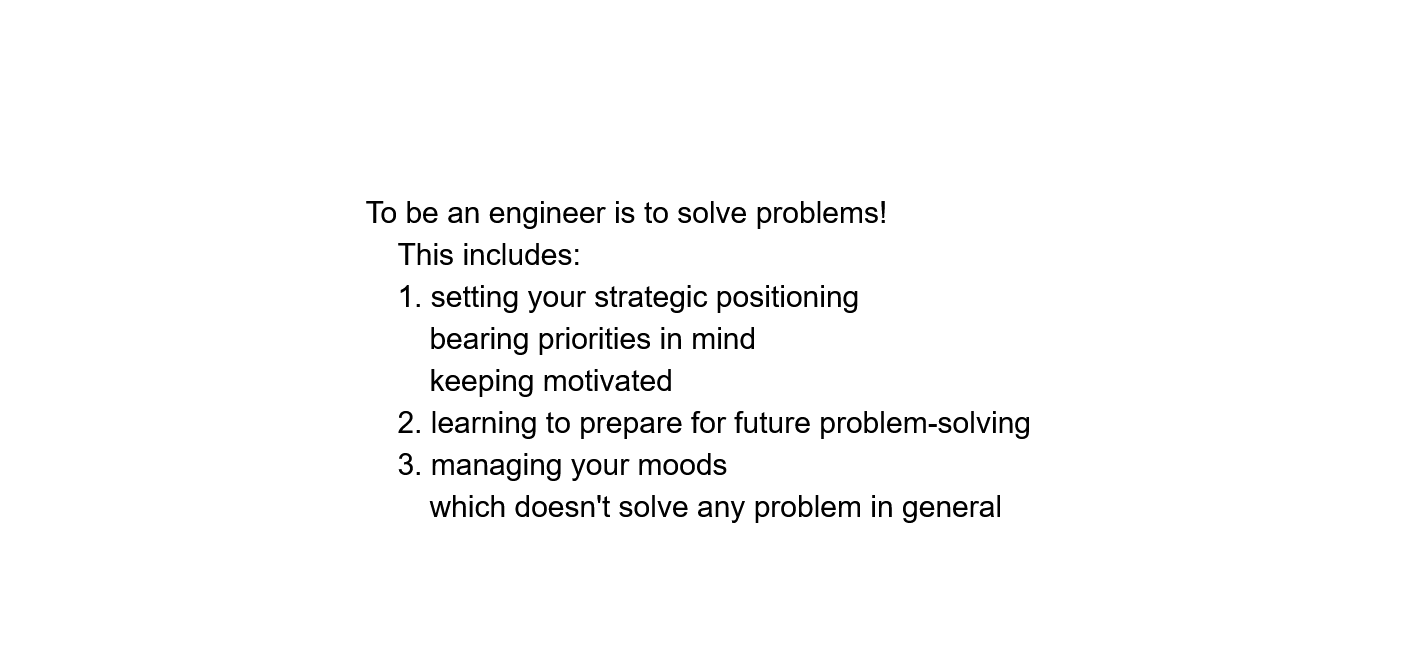 To be an engineer is to solve problems!
This includes:
1. setting your strategic positioning
bearing priorities in mind
keeping motivated
2. learning to prepare for future problem-solving
3. managing your moods
which doesn't solve any problem in general